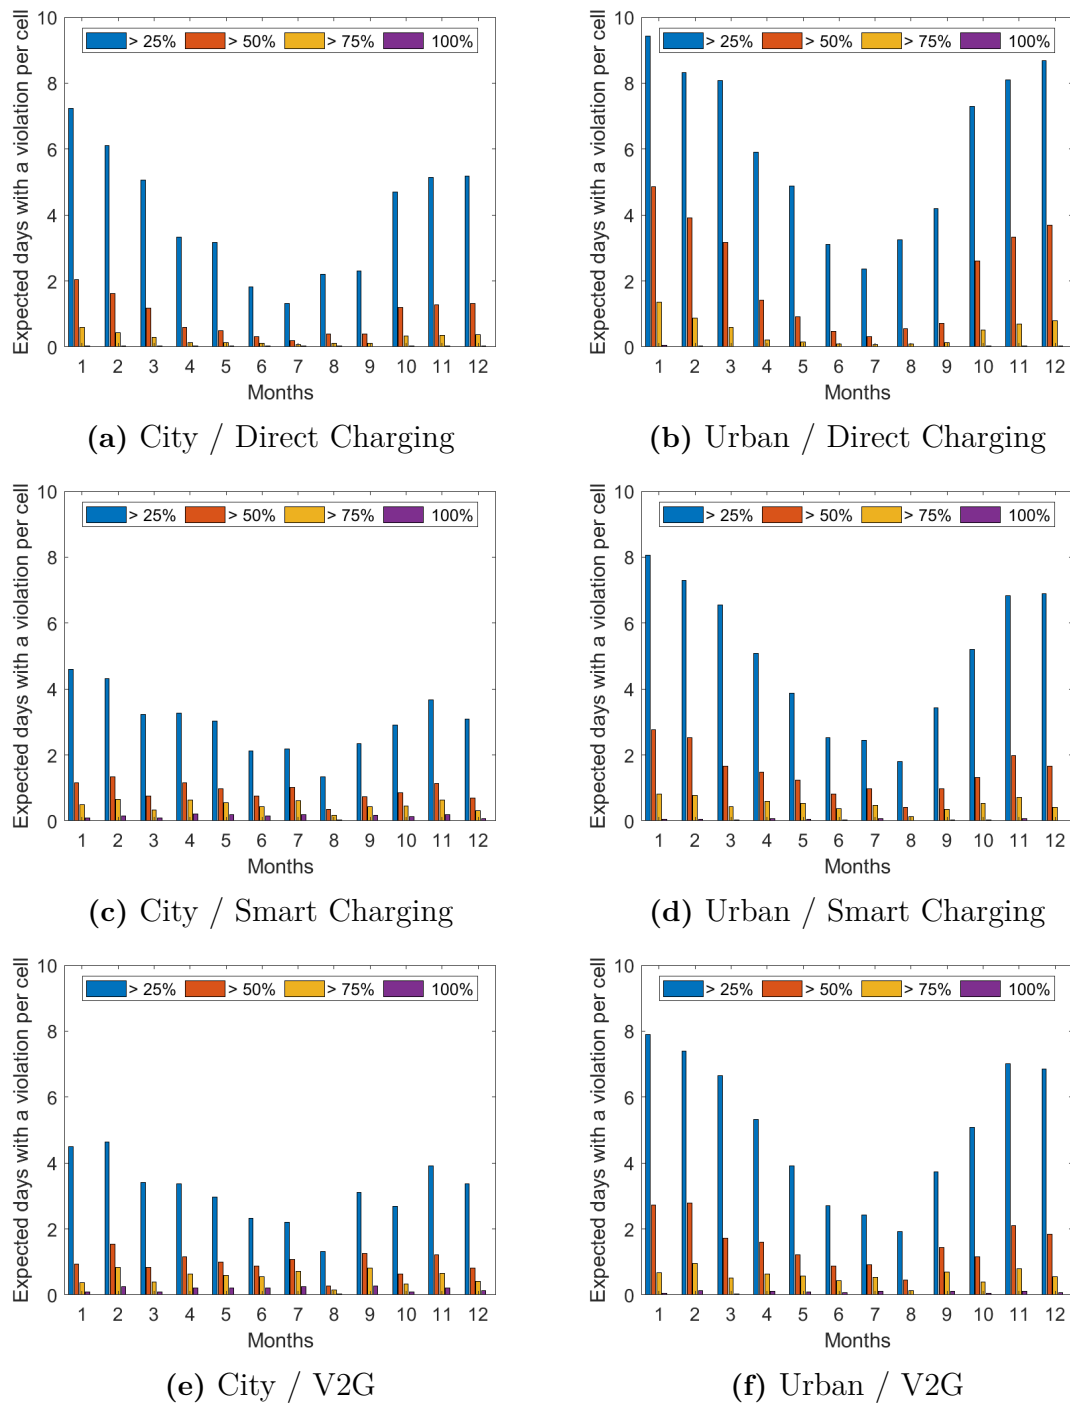 Expected days with a violation per cell
10
8
6
4
2
0
> 25% > 50% > 75% 100%
1 2 3 4 5 6 7 8 9 10 11 12
Months
(a) City / Direct Charging
Expected days with a violation per cell
10
8
6
4
2
0
> 25% > 50% > 75% 100%
1 2 3 4 5 6 7 8 9 10 11 12
Months
(b) Urban / Direct Charging
Expected days with a violation per cell
10
8
6
4
2
0
> 25% > 50% > 75% 100%
1 2 3 4 5 6 7 8 9 10 11 12
Months
(c) City / Smart Charging
Expected days with a violation per cell
10
8
6
4
2
0
> 25% > 50% > 75% 100%
1 2 3 4 5 6 7 8 9 10 11 12
Months
(d) Urban / Smart Charging
Expected days with a violation per cell
10
8
6
4
2
0
> 25% > 50% > 75% 100%
1 2 3 4 5 6 7 8 9 10 11 12
Months
(e) City / V2G
Expected days with a violation per cell
10
8
6
4
2
0
> 25% > 50% > 75% 100%
1 2 3 4 5 6 7 8 9 10 11 12
Months
(f) Urban / V2G